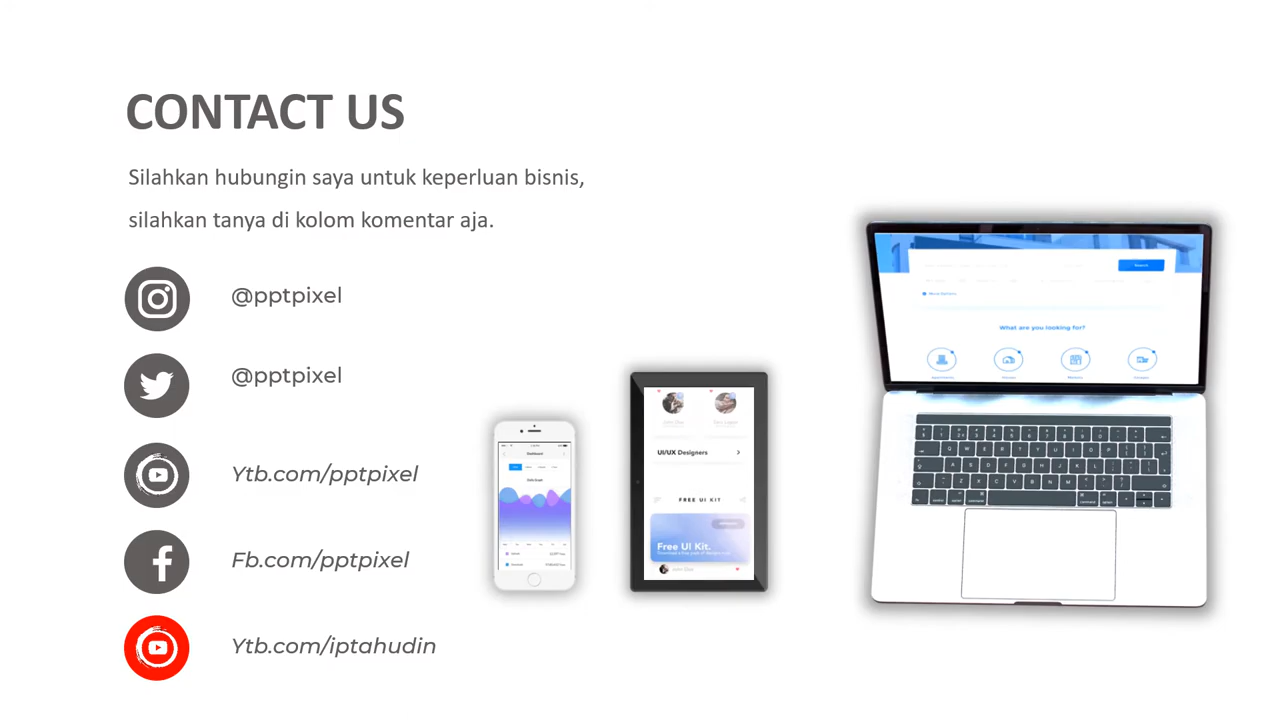 CONTACT US
Silahkan hubungin saya untuk keperluan bisnis,
silahkan tanya di kolom komentar aja.
@pptpixel
@pptpixel
Ytb.com/pptpixel
Fb.com/pptpixel
Ytb.com/iptahudin
Dashboard
UI/UX Designers
FREE UI KIT
Free UI Kit.
What are you looking for?